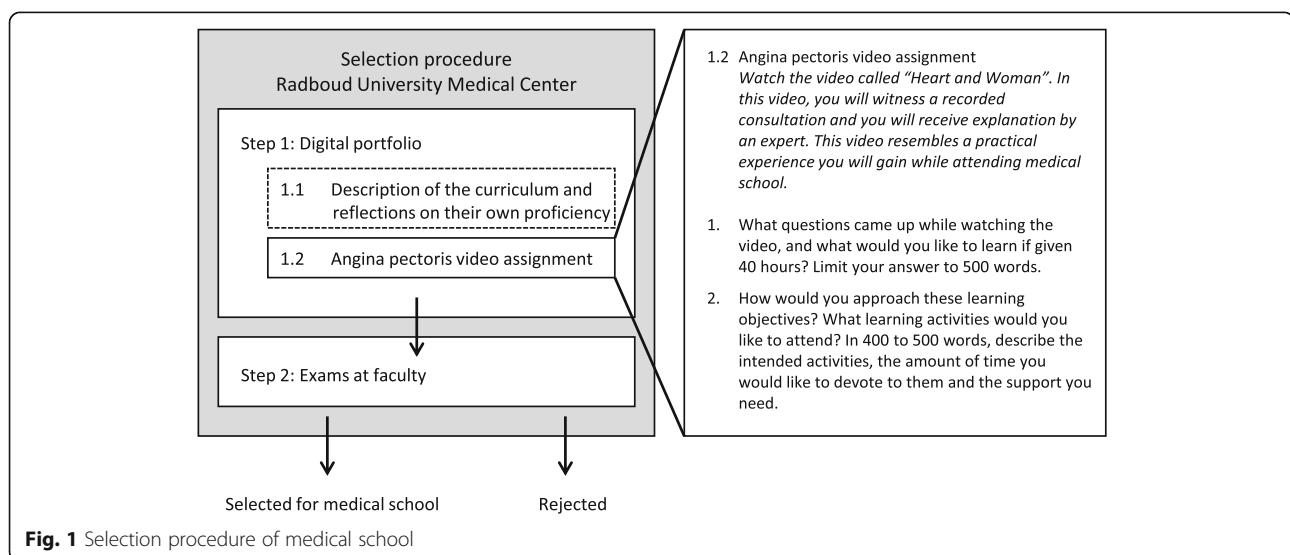 Selection procedure
Radboud University Medical Center
Step 1: Digital portfolio
1.1 Description of the curriculum and
reflections on their own proficiency
1.2 Angina pectoris video assignment
Step 2: Exams at faculty
Selected for medical school
Rejected
1.2 Angina pectoris video assignment
Watch the video called “Heart and Woman”. In
this video, you will witness a recorded
consultation and you will receive explanation by
an expert. This video resembles a practical
experience you will gain while attending medical
school.
1. What questions came up while watching the
video, and what would you like to learn if given
40 hours? Limit your answer to 500 words.
2. How would you approach these learning
objectives? What learning activities would you
like to attend? In 400 to 500 words, describe the
intended activities, the amount of time you
would like to devote to them and the support you
need.
Fig. 1 Selection procedure of medical school